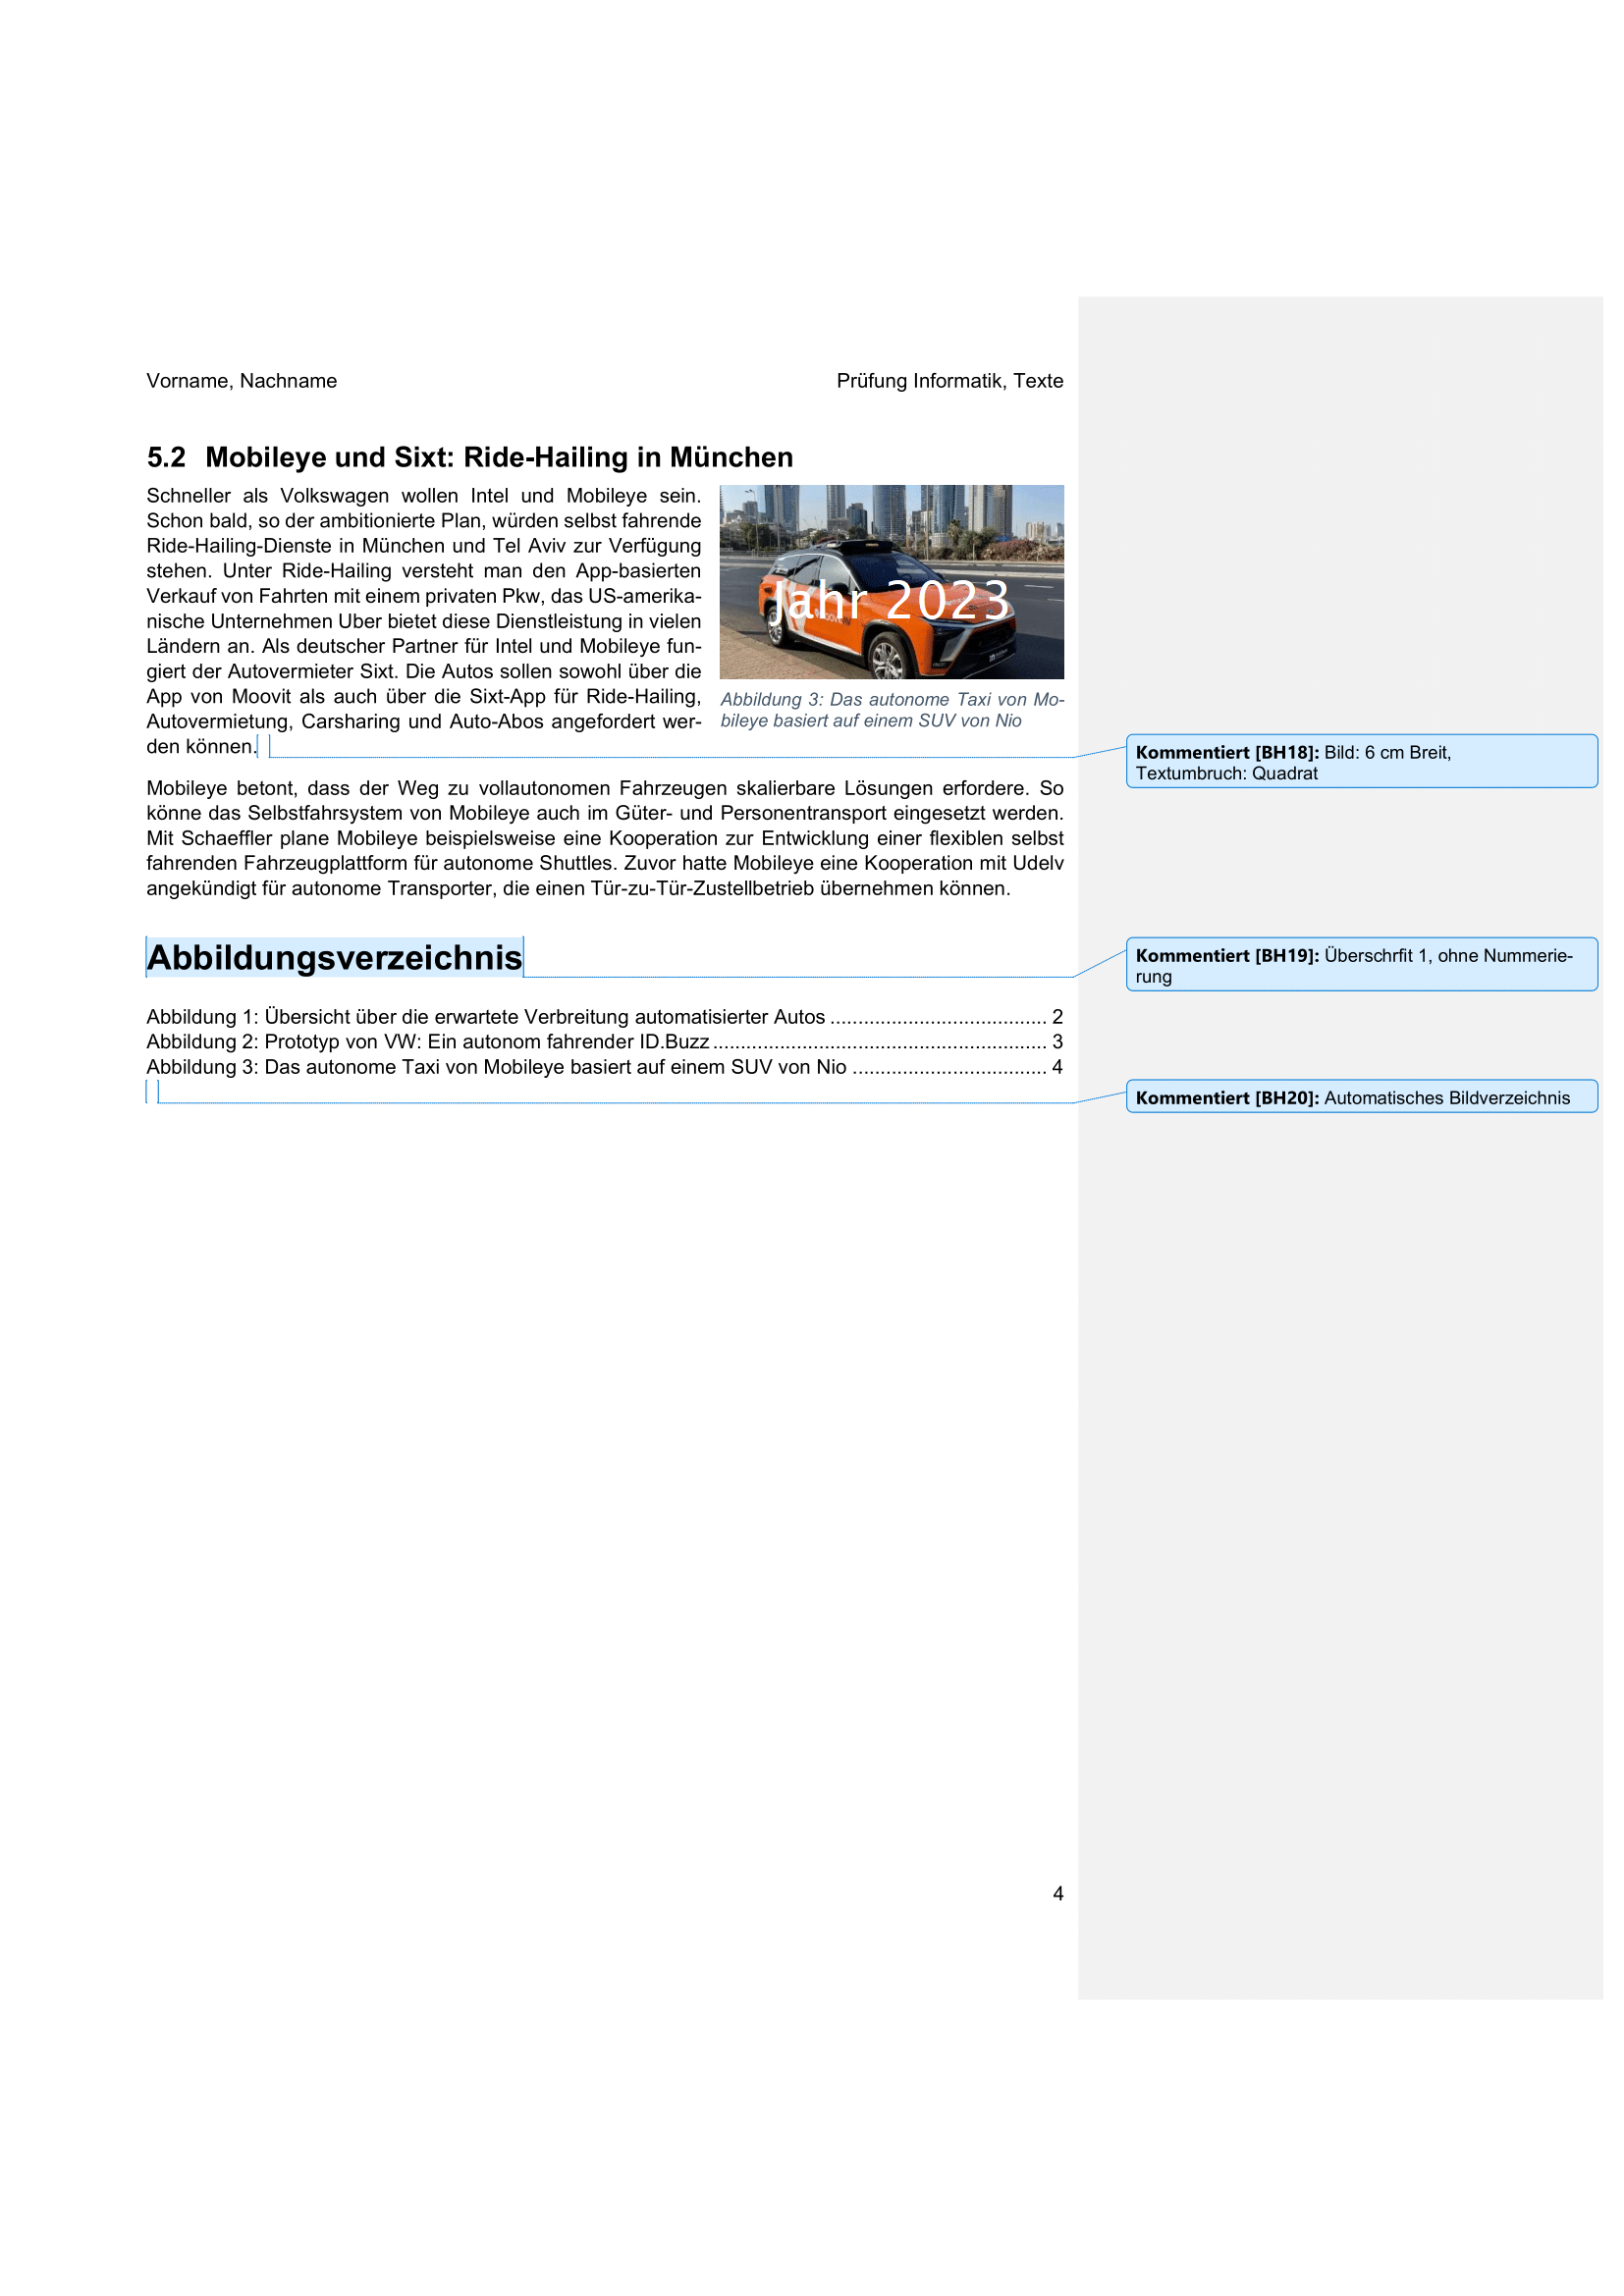 Vorname, Nachname
Prüfung Informatik, Texte
5.2 Mobileye und Sixt: Ride-Hailing in München
Schneller als Volkswagen wollen Intel und Mobileye sein.
Schon bald, so der ambitionierte Plan, würden selbst fahrende
Ride-Hailing-Dienste in München und Tel Aviv zur Verfügung
stehen. Unter Ride-Hailing versteht man den App-basierten
Verkauf von Fahrten mit einem privaten Pkw, das US-amerika-
nische Unternehmen Uber bietet diese Dienstleistung in vielen
Ländern an. Als deutscher Partner für Intel und Mobileye fun-
giert der Autovermieter Sixt. Die Autos sollen sowohl über die
App von Moovit als auch über die Sixt-App für Ride-Hailing,
Autovermietung, Carsharing und Auto-Abos angefordert wer-
den können.
Jahr 2023
Abbildung 3: Das autonome Taxi von Mo-
bileye basiert auf einem SUV von Nio
Kommentiert [BH18]: Bild: 6 cm Breit,
Textumbruch: Quadrat
Mobileye betont, dass der Weg zu vollautonomen Fahrzeugen skalierbare Lösungen erfordere. So
könne das Selbstfahrsystem von Mobileye auch im Güter- und Personentransport eingesetzt werden.
Mit Schaeffler plane Mobileye beispielsweise eine Kooperation zur Entwicklung einer flexiblen selbst
fahrenden Fahrzeugplattform für autonome Shuttles. Zuvor hatte Mobileye eine Kooperation mit Udelv
angekündigt für autonome Transporter, die einen Tür-zu-Tür-Zustellbetrieb übernehmen können.
Abbildungsverzeichnis
Kommentiert [BH19]: Überschrfit 1, ohne Nummerie-
rung
Abbildung 1: Übersicht über die erwartete Verbreitung automatisierter Autos ....................................... 2
Abbildung 2: Prototyp von VW: Ein autonom fahrender ID.Buzz ............................................................ 3
Abbildung 3: Das autonome Taxi von Mobileye basiert auf einem SUV von Nio ................................... 4
Kommentiert [BH20]: Automatisches Bildverzeichnis
4